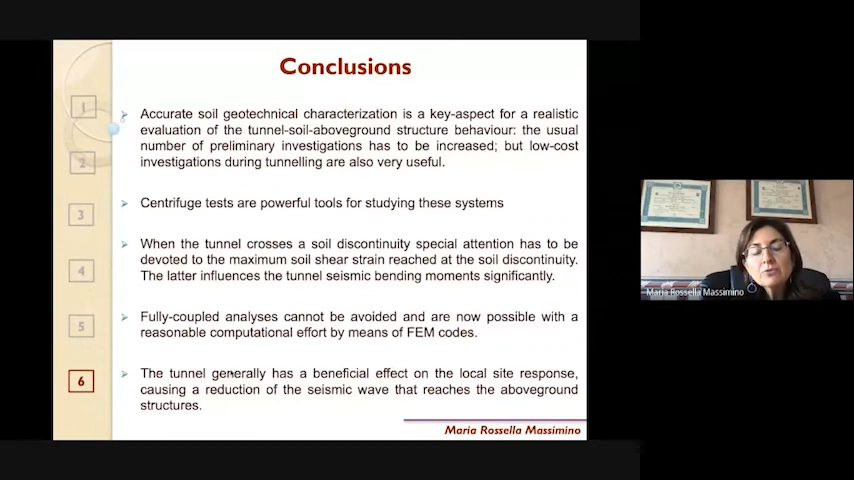 Conclusions
1
2
3
4
5
6
➢ Accurate soil geotechnical characterization is a key-aspect for a realistic
evaluation of the tunnel-soil-aboveground structure behaviour: the usual
number of preliminary investigations has to be increased; but low-cost
investigations during tunnelling are also very useful.
➢ Centrifuge tests are powerful tools for studying these systems
➢ When the tunnel crosses a soil discontinuity special attention has to be
devoted to the maximum soil shear strain reached at the soil discontinuity.
The latter influences the tunnel seismic bending moments significantly.
➢ Fully-coupled analyses cannot be avoided and are now possible with a
reasonable computational effort by means of FEM codes.
➢ The tunnel generally has a beneficial effect on the local site response,
causing a reduction of the seismic wave that reaches the aboveground
structures.
Maria Rossella Massimino
Maria Rossella Massimino